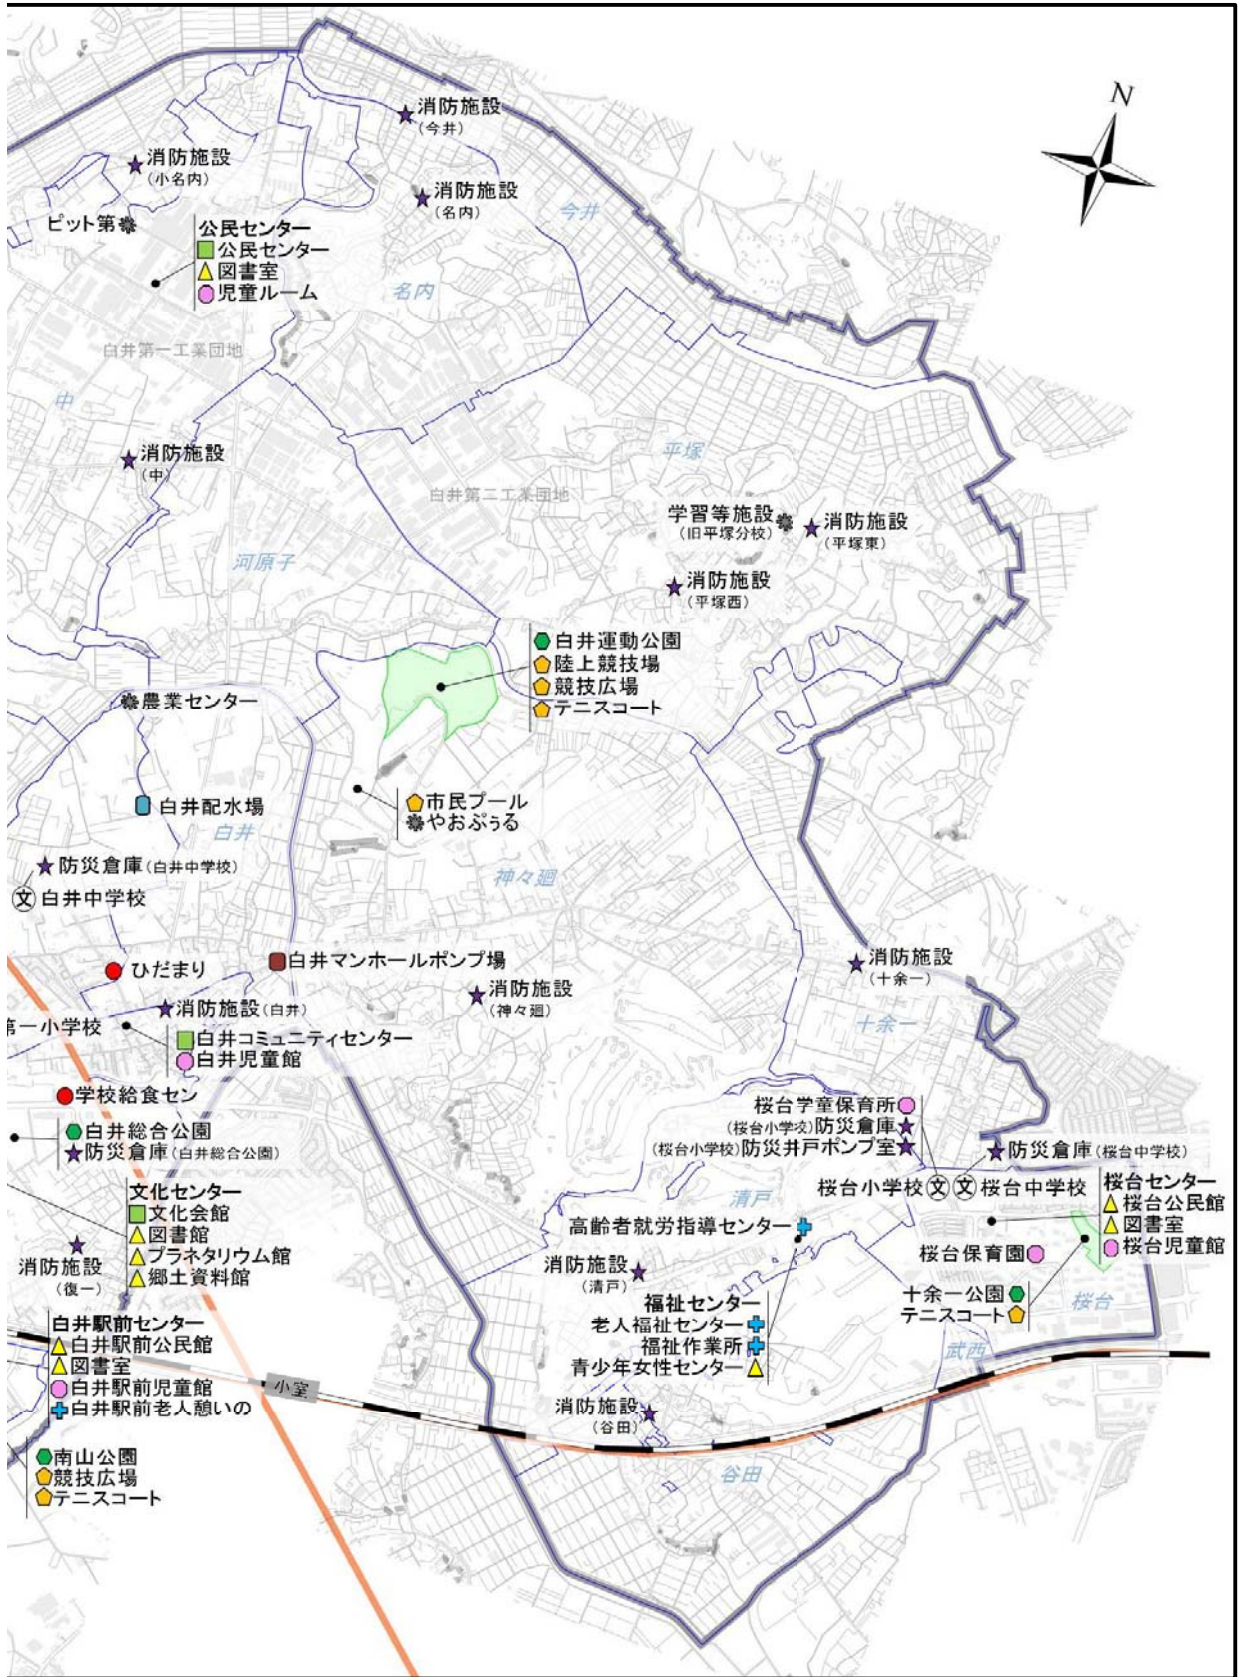 N
消防施設
(今井)
消防施設
(小名内)
消防施設
(名内)
今井
ピット第
公民センター
公民センター
図書室
児童ルーム
名内
白井第一工業団地
中
消防施設
(中)
平塚
白井第二工業団地
学習等施設
(旧平塚分校)
消防施設
(平塚東)
河原子
消防施設
(平塚西)
白井運動公園
陸上競技場
競技広場
テニスコート
農業センター
市民プール
やおぷぅる
白井配水場
白井
防災倉庫(白井中学校)
文 白井中学校
神々廻
ひだまり
白井マンホールポンプ場
消防施設
(十余一)
消防施設
(神々廻)
消防施設(白井)
第一小学校
十余一
白井コミュニティセンター
白井児童館
学校給食セン
桜台学童保育所
(桜台小学校)防災倉庫
(桜台小学校)防災井戸ポンプ室
白井総合公園
防災倉庫(白井総合公園)
防災倉庫(桜台中学校)
桜台小学校 文 文 桜台中学校
桜台センター
桜台公民館
図書室
桜台児童館
文化センター
文化会館
図書館
プラネタリウム館
郷土資料館
清戸
高齢者就労指導センター
消防施設
(復一)
消防施設
(清戸)
桜台保育園
十余一公園
テニスコート
桜台
福祉センター
老人福祉センター
福祉作業所
青少年女性センター
白井駅前センター
白井駅前公民館
図書室
白井駅前児童館
白井駅前老人憩いの
武西
小室
消防施設
(谷田)
谷田
南山公園
競技広場
テニスコート